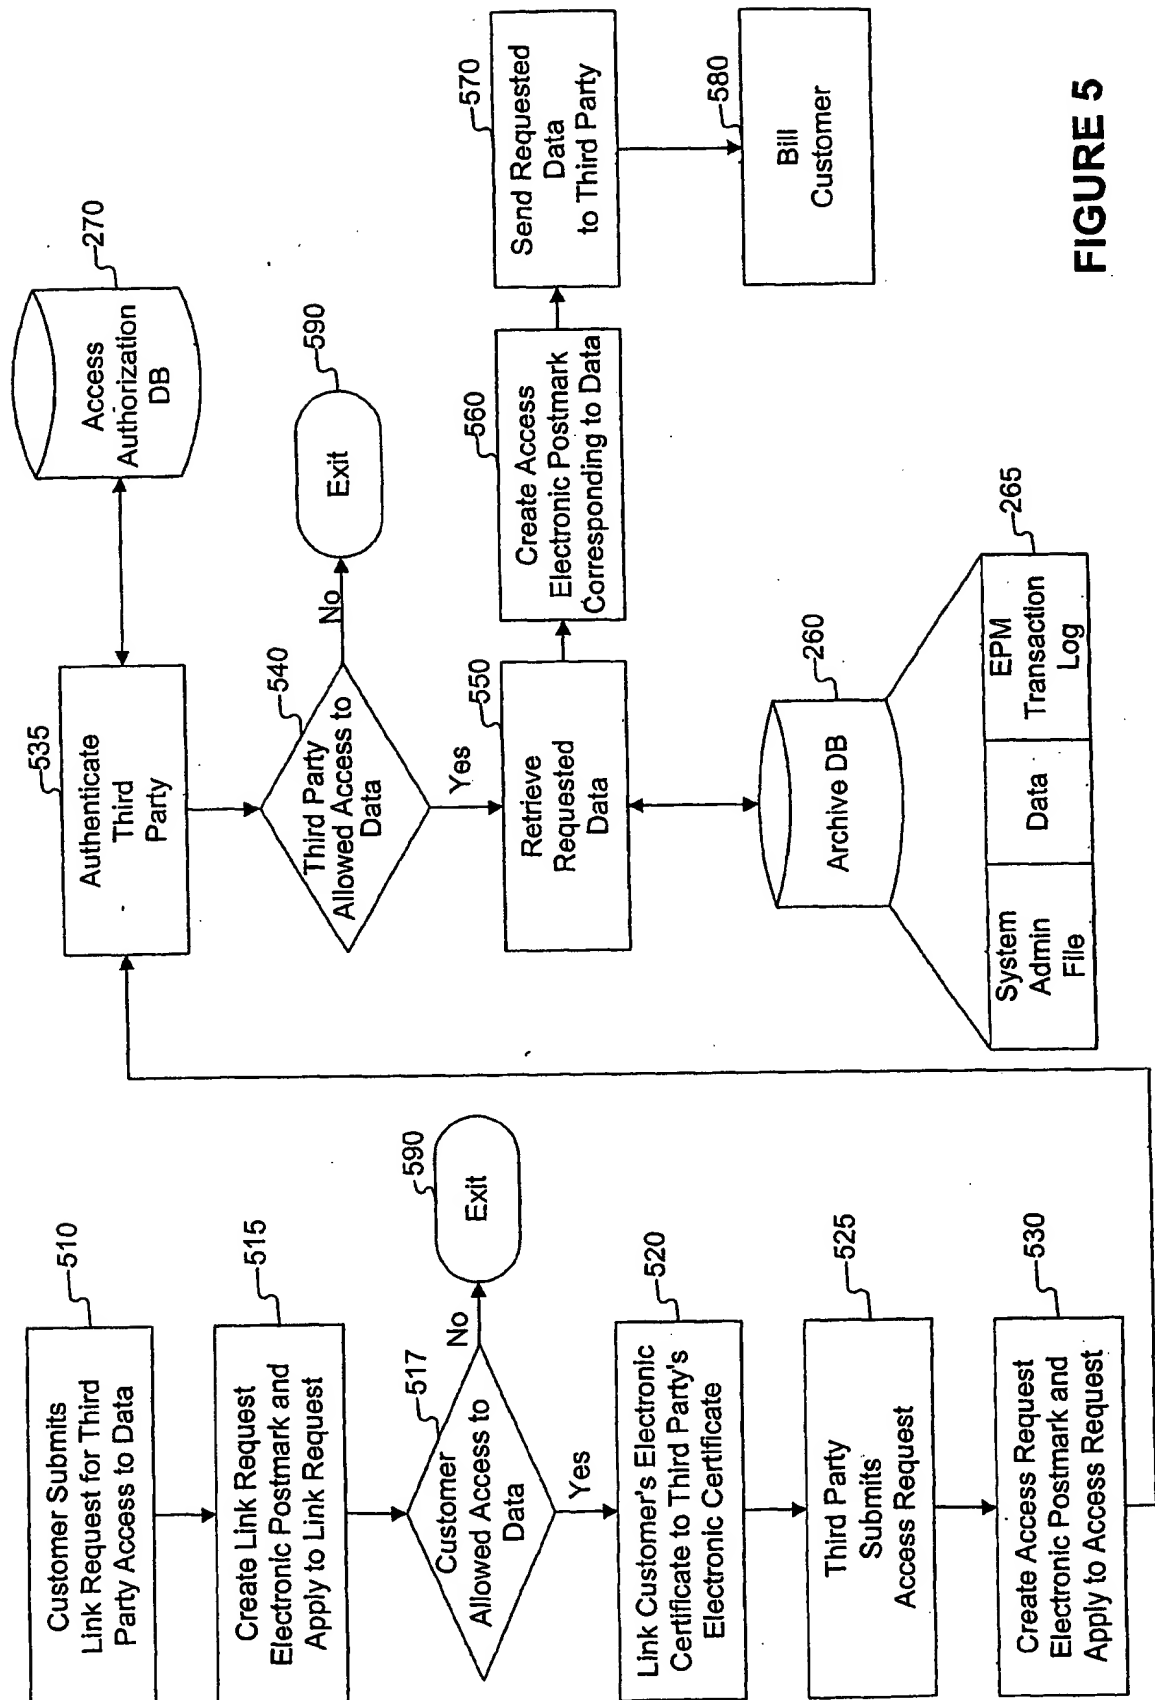 Customer Submits
Link Request for Third
Party Access to Data
510
Create Link Request
Electronic Postmark and
Apply to Link Request
515
Customer
Allowed Access to
Data
517
No
Exit
590
Yes
Link Customer's Electronic
Certificate to Third Party's
Electronic Certificate
520
Third Party
Submits
Access Request
525
Create Access Request
Electronic Postmark and
Apply to Access Request
530
Authenticate
Third
Party
535
Access
Authorization
DB
270
Third Party
Allowed Access to
Data
540
No
Exit
590
Yes
Retrieve
Requested
Data
550
Create Access
Electronic Postmark
Corresponding to Data
560
Send Requested
Data
to Third Party
570
Bill
Customer
580
Archive DB
260
System
Admin
File
Data
EPM
Transaction
Log
265
FIGURE 5